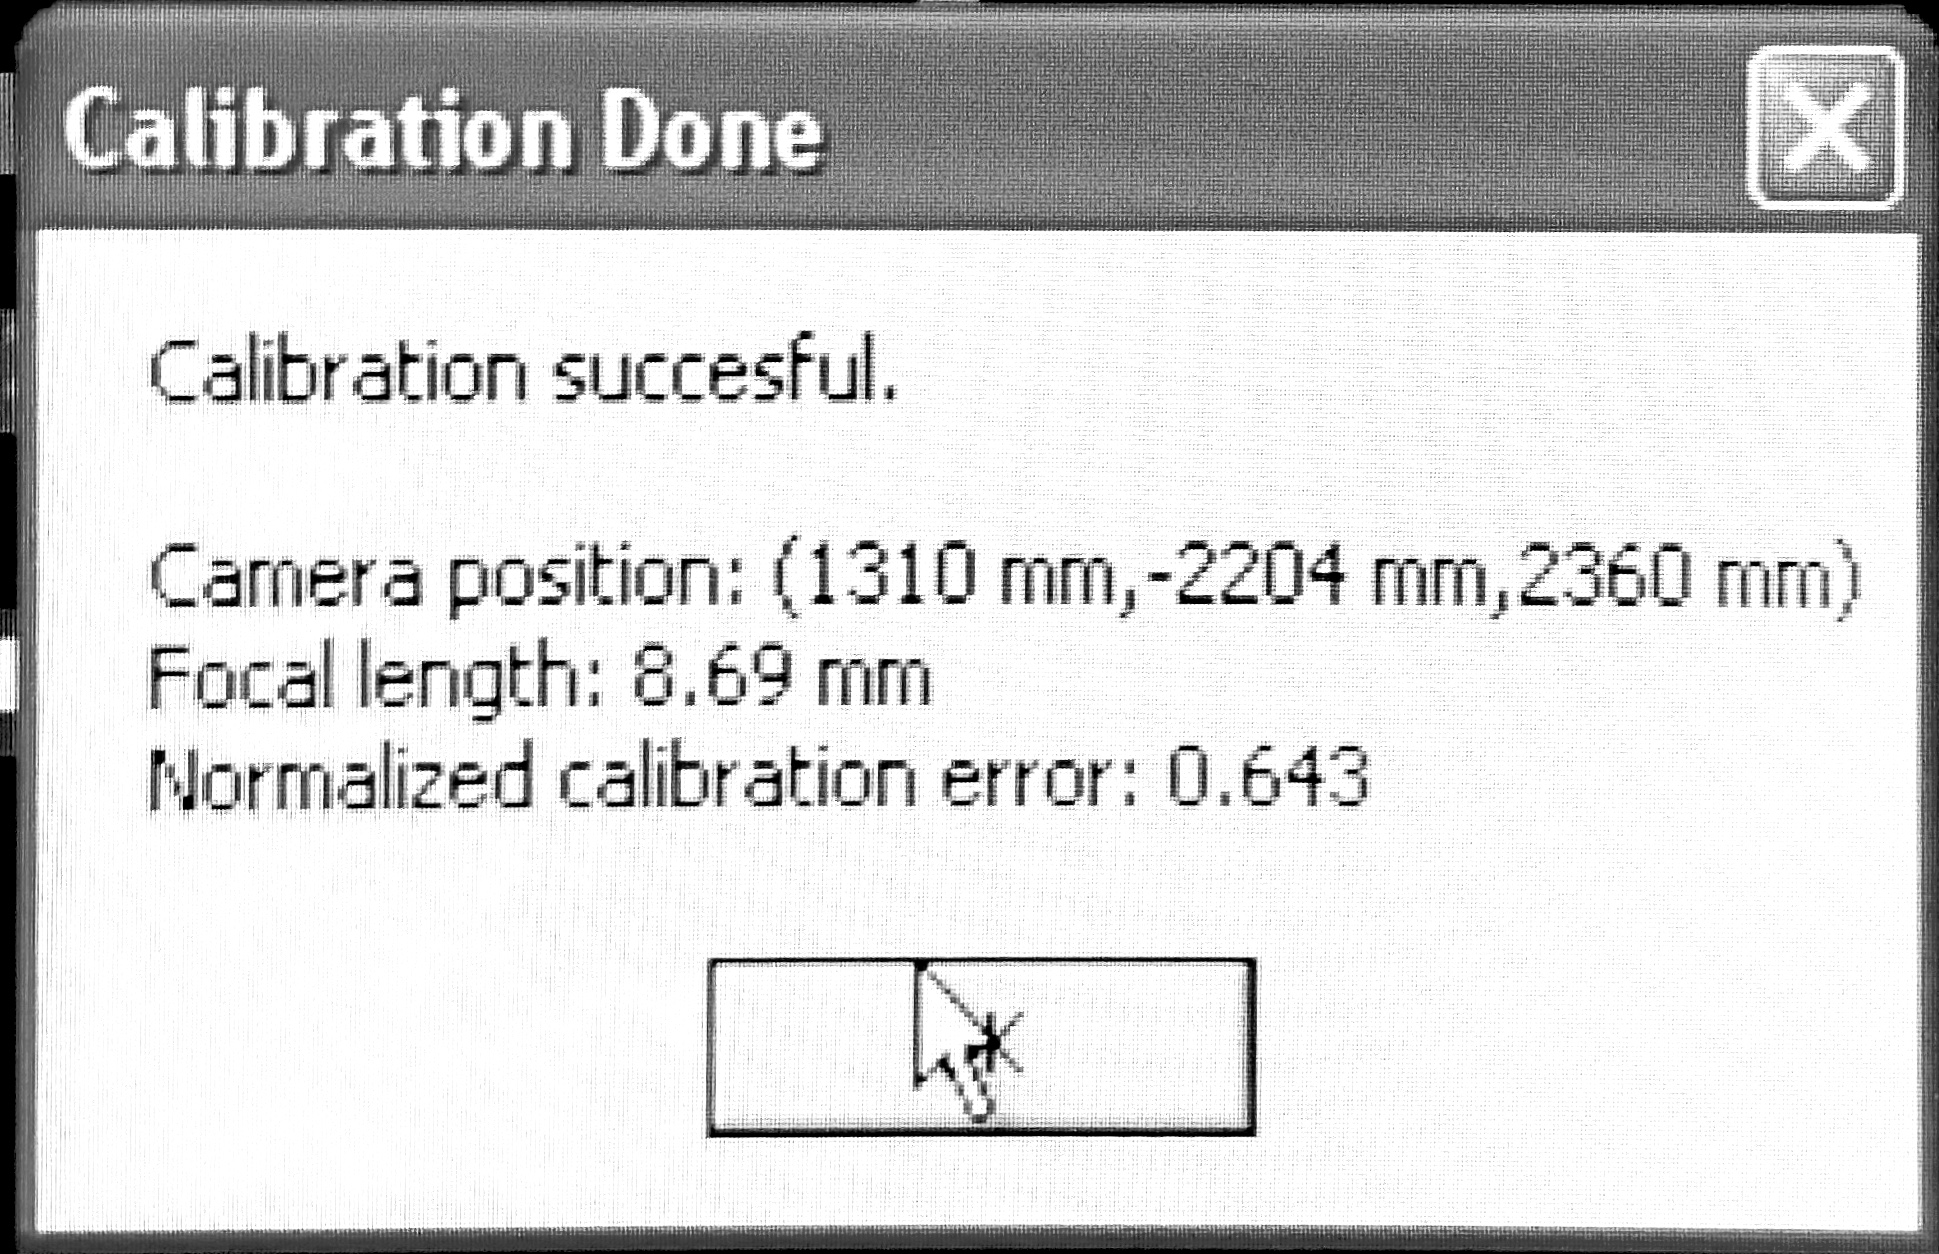 Calibration Done
Calibration succesful.
Camera position: (1310 mm,-2204 mm,2360 mm)
Focal length: 8.69 mm
Normalized calibration error: 0.643